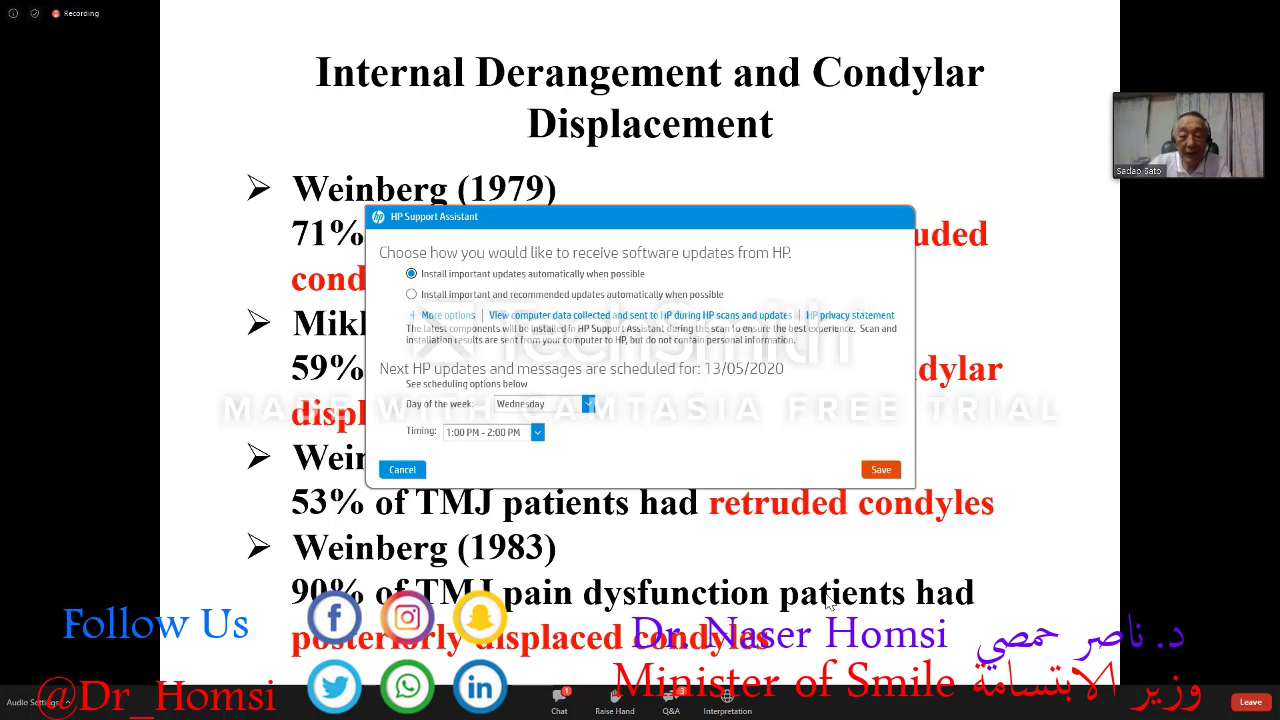 Recording
Internal Derangement and Condylar
Displacement
➢ Weinberg (1979)
71%
uded
cond
HP Support Assistant
Choose how you would like to receive software updates from HP.
Install important updates automatically when possible
Install important and recommended updates automatically when possible
+ More options | View computer data collected and sent to HP during HP scans and updates | HP privacy statement
The latest components will be installed in HP Support Assistant during the scan to ensure the best experience. Scan and
installation results are sent from your computer to HP, but do not contain personal information.
Next HP updates and messages are scheduled for: 13/05/2020
See scheduling options below
Day of the week: Wednesday
Timing: 1:00 PM - 2:00 PM
Cancel
Save
TechSmith
MADE WITH CAMTASIA FREE TRIAL
Sadao Sato
➢ Mikh
59%
dylar
displ
➢ Wein
53% of TMJ patients had retruded condyles
➢ Weinberg (1983)
90% of TMJ pain dysfunction patients had
posteriorly displaced condyles
Follow Us
@Dr_Homsi
Dr. Naser Homsi د. ناصر حمصي
Minister of Smile وزير الابتسامة
Audio Settings
Chat 1
Raise Hand
Q&A 3
Interpretation
Leave